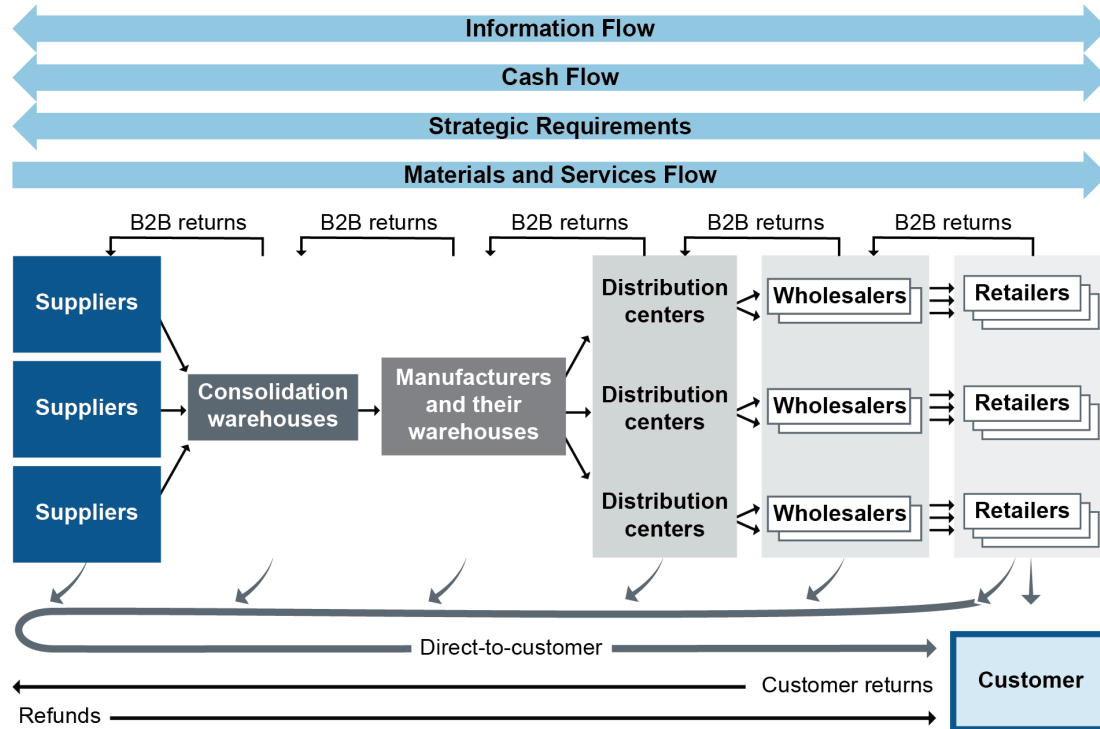 Information Flow
Cash Flow
Strategic Requirements
Materials and Services Flow
B2B returns
B2B returns
B2B returns
B2B returns
B2B returns
Suppliers
Suppliers
Suppliers
Consolidation
warehouses
Manufacturers
and their
warehouses
Distribution
centers
Distribution
centers
Distribution
centers
Wholesalers
Wholesalers
Wholesalers
Retailers
Retailers
Retailers
Direct-to-customer
Customer returns
Refunds
Customer